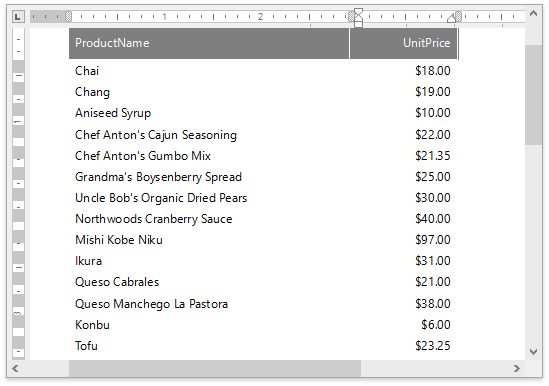 L 1 2
ProductName UnitPrice
Chai $18.00
Chang $19.00
Aniseed Syrup $10.00
Chef Anton's Cajun Seasoning $22.00
Chef Anton's Gumbo Mix $21.35
Grandma's Boysenberry Spread $25.00
Uncle Bob's Organic Dried Pears $30.00
Northwoods Cranberry Sauce $40.00
Mishi Kobe Niku $97.00
Ikura $31.00
Queso Cabrales $21.00
Queso Manchego La Pastora $38.00
Konbu $6.00
Tofu $23.25